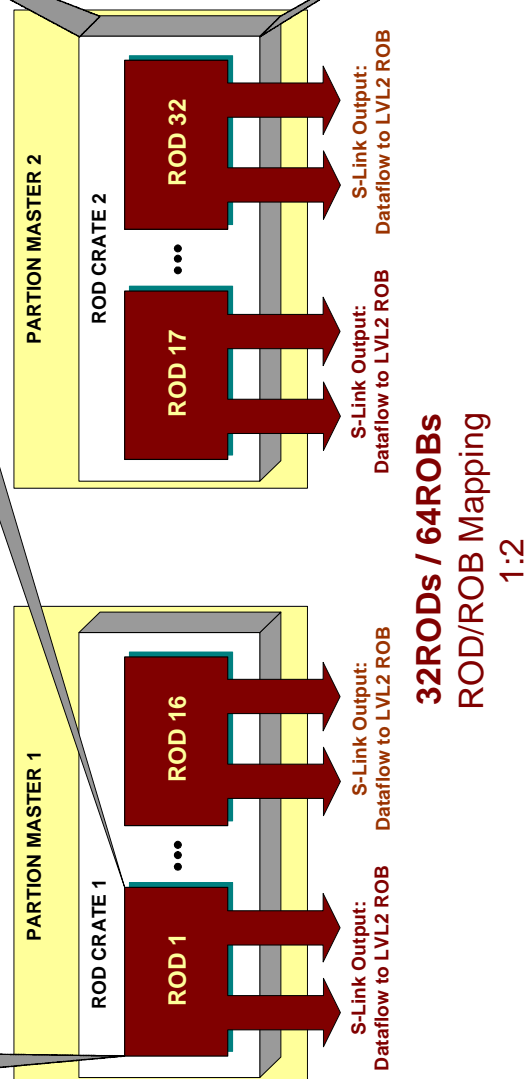 PARTION MASTER 1
ROD CRATE 1
ROD 1
•••
ROD 16
S-Link Output:
Dataflow to LVL2 ROB
S-Link Output:
Dataflow to LVL2 ROB
PARTION MASTER 2
ROD CRATE 2
ROD 17
•••
ROD 32
S-Link Output:
Dataflow to LVL2 ROB
S-Link Output:
Dataflow to LVL2 ROB
32RODs / 64ROBs
ROD/ROB Mapping
1:2